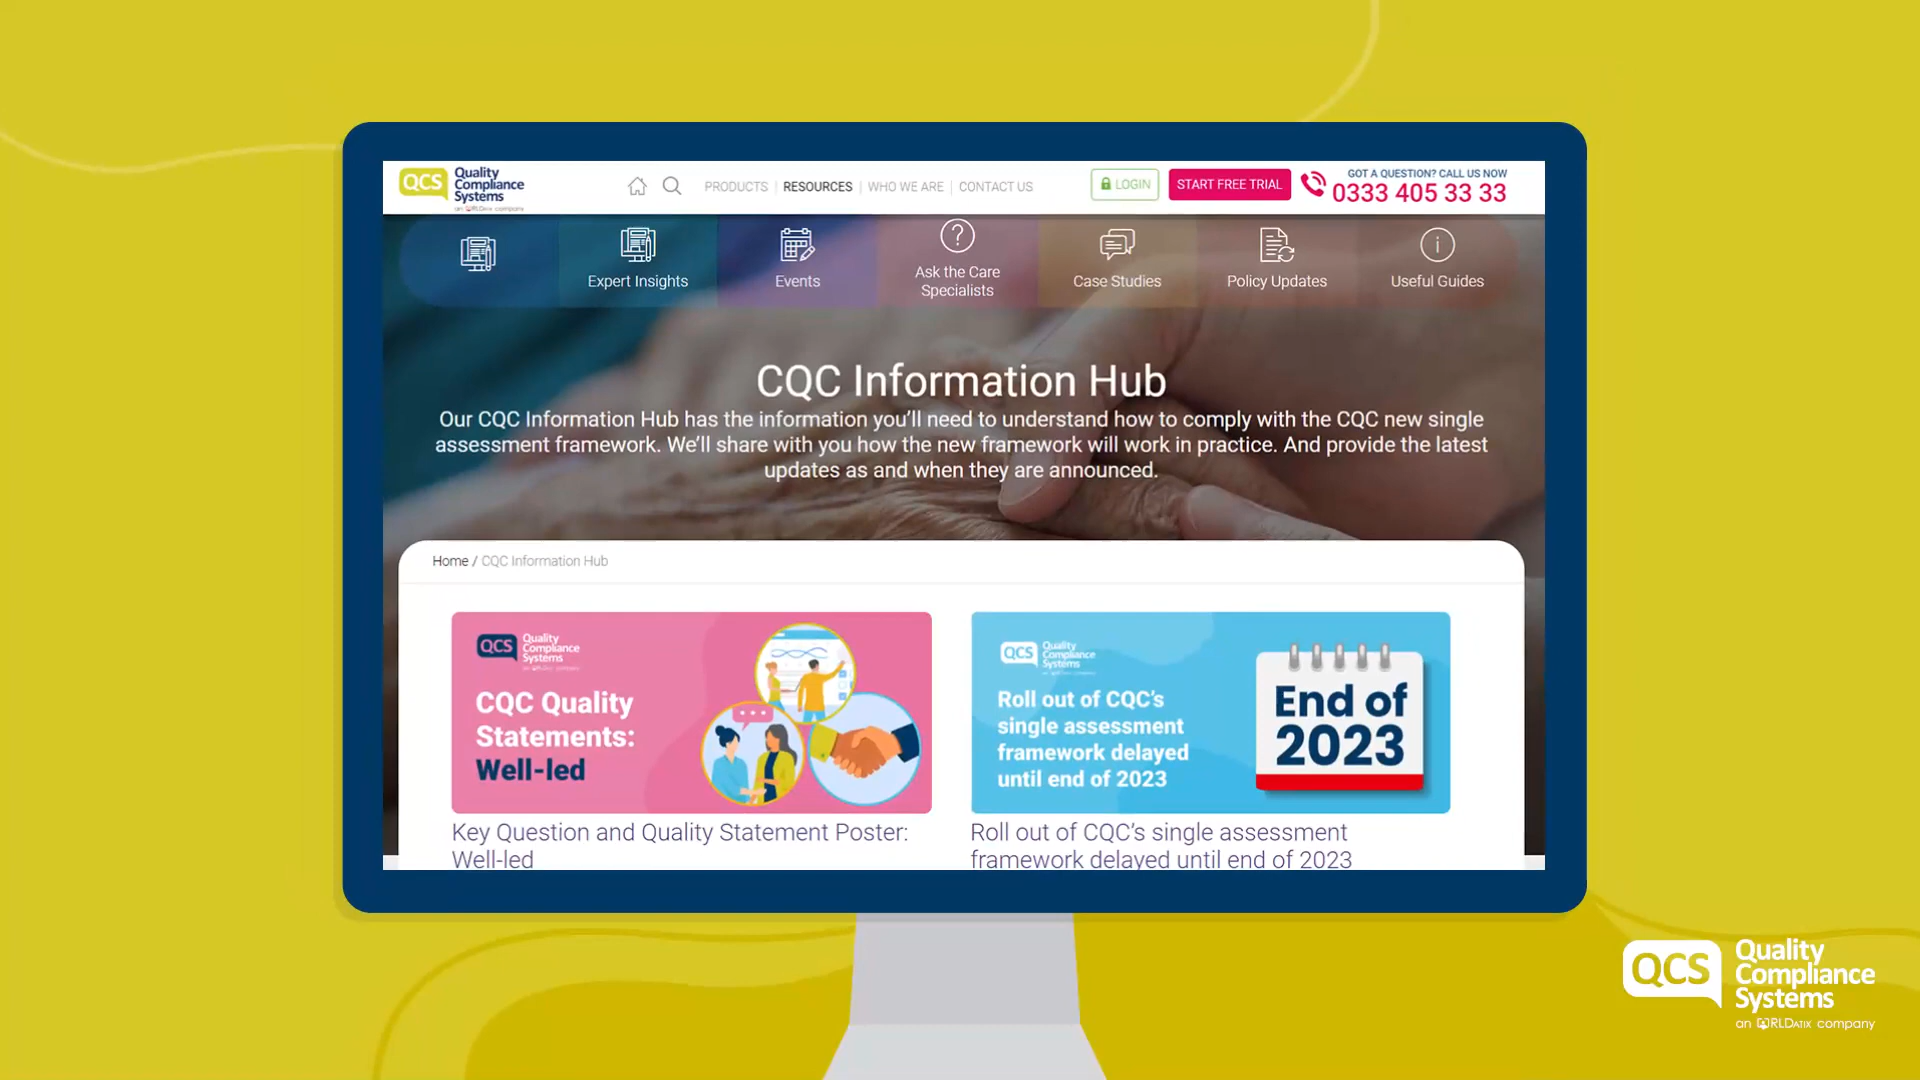 QCS Quality
Compliance
Systems
an RLDATIX company
PRODUCTS | RESOURCES | WHO WE ARE | CONTACT US
LOGIN
START FREE TRIAL
GOT A QUESTION? CALL US NOW
0333 405 33 33
Expert Insights
Events
Ask the Care
Specialists
Case Studies
Policy Updates
Useful Guides
CQC Information Hub
Our CQC Information Hub has the information you’ll need to understand how to comply with the CQC new single
assessment framework. We’ll share with you how the new framework will work in practice. And provide the latest
updates as and when they are announced.
Home / CQC Information Hub
QCS Quality
Compliance
Systems
CQC Quality
Statements:
Well-led
Key Question and Quality Statement Poster:
Well-led
QCS Quality
Compliance
Systems
Roll out of CQC’s
single assessment
framework delayed
until end of 2023
End of
2023
Roll out of CQC’s single assessment
framework delayed until end of 2023
QCS Quality
Compliance
Systems
an RLDATIX company